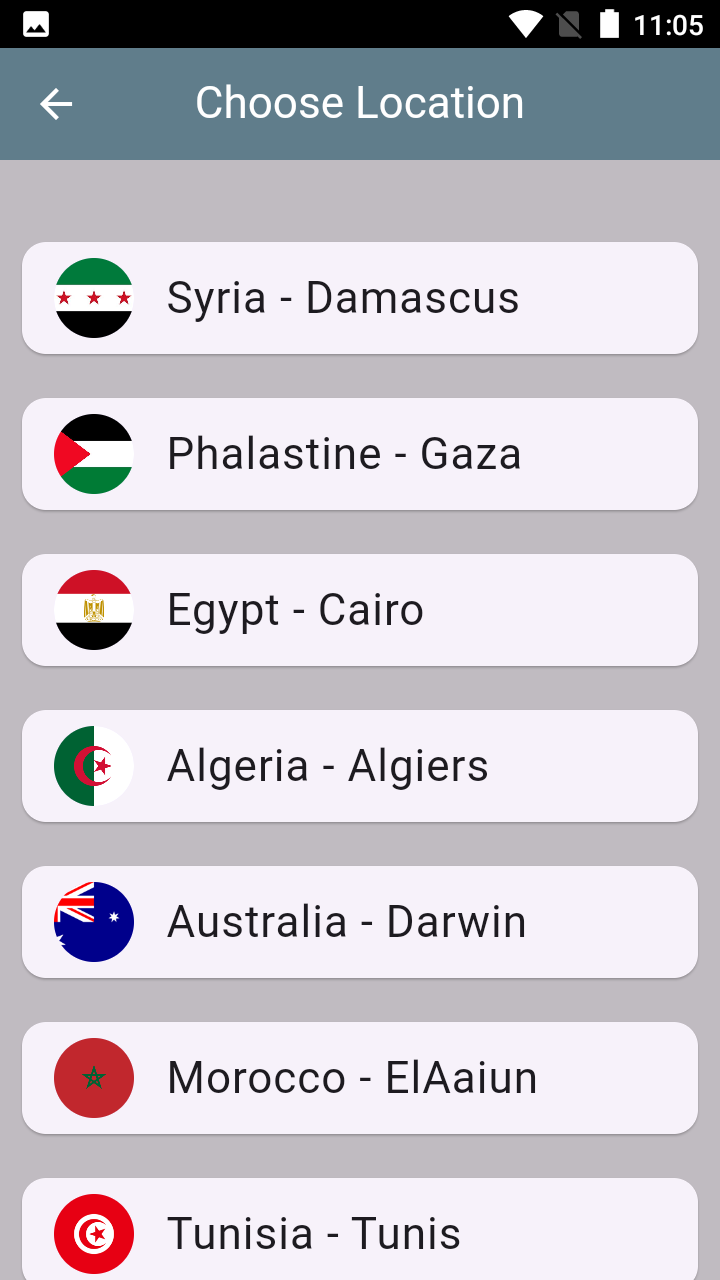 11:05
Choose Location
Syria - Damascus
Phalastine - Gaza
Egypt - Cairo
Algeria - Algiers
Australia - Darwin
Morocco - ElAaiun
Tunisia - Tunis